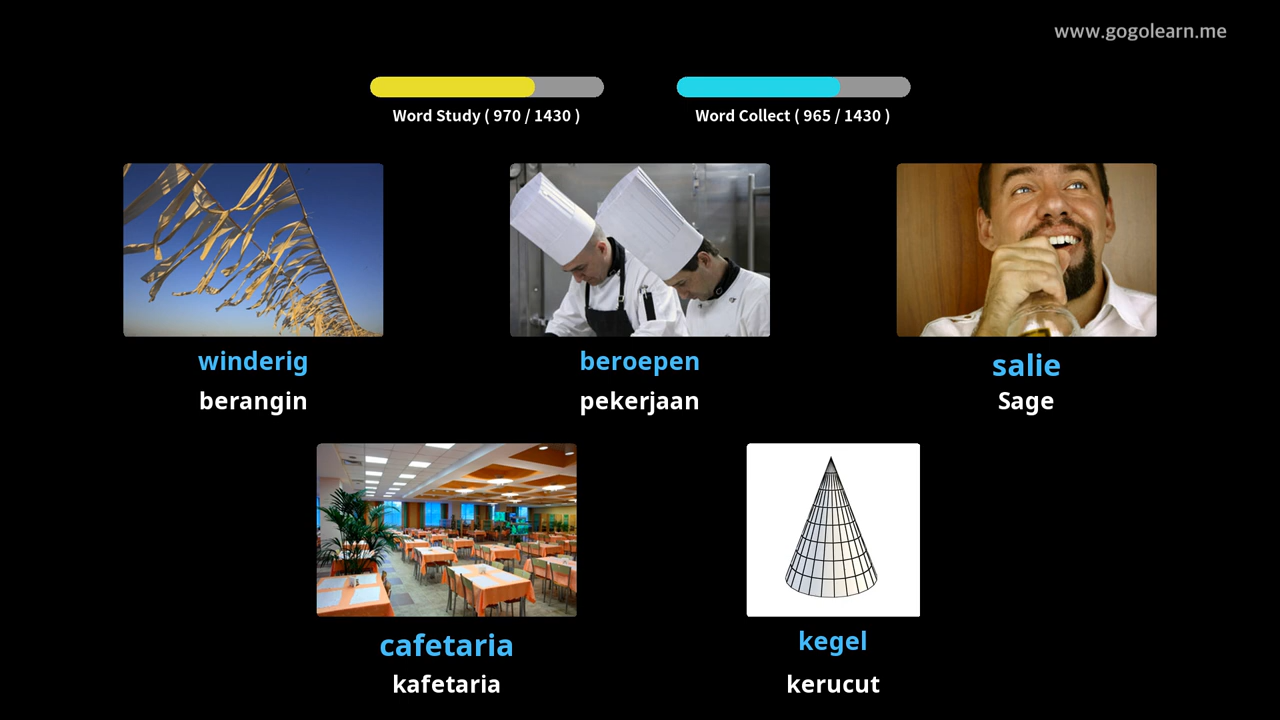 www.gogolearn.me
Word Study ( 970 / 1430 )
Word Collect ( 965 / 1430 )
winderig
berangin
beroepen
pekerjaan
salie
Sage
cafetaria
kafetaria
kegel
kerucut